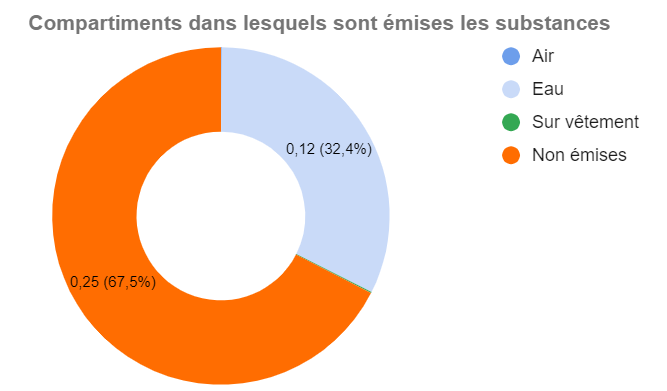 Compartiments dans lesquels sont émises les substances
Air
Eau
Sur vêtement
Non émises
0,12 (32,4%)
0,25 (67,5%)